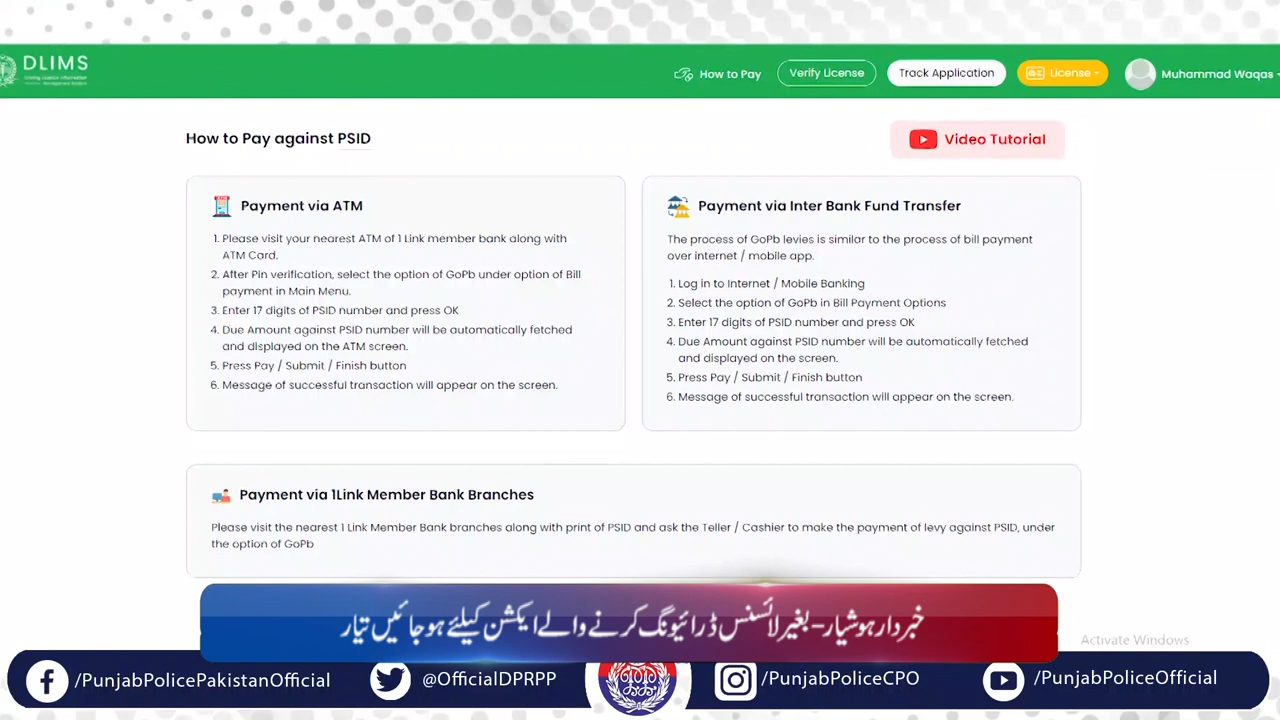 DLIMS
Driving License Information
Management System
How to Pay
Verify License
Track Application
License
Muhammad Waqas
How to Pay against PSID
Video Tutorial
Payment via ATM
1. Please visit your nearest ATM of 1 Link member bank along with
ATM Card.
2. After Pin verification, select the option of GoPb under option of Bill
payment in Main Menu.
3. Enter 17 digits of PSID number and press OK
4. Due Amount against PSID number will be automatically fetched
and displayed on the ATM screen.
5. Press Pay / Submit / Finish button
6. Message of successful transaction will appear on the screen.
Payment via Inter Bank Fund Transfer
The process of GoPb levies is similar to the process of bill payment
over internet / mobile app.
1. Log in to Internet / Mobile Banking
2. Select the option of GoPb in Bill Payment Options
3. Enter 17 digits of PSID number and press OK
4. Due Amount against PSID number will be automatically fetched
and displayed on the screen.
5. Press Pay / Submit / Finish button
6. Message of successful transaction will appear on the screen.
Payment via 1Link Member Bank Branches
Please visit the nearest 1 Link Member Bank branches along with print of PSID and ask the Teller / Cashier to make the payment of levy against PSID, under
the option of GoPb
خبردار ہوشیار - بغیر لائسنس ڈرائیونگ کرنے والے ایکشن کیلئے ہو جائیں تیار
Activate Windows
/PunjabPolicePakistanOfficial
@OfficialDPRPP
/PunjabPoliceCPO
/PunjabPoliceOfficial